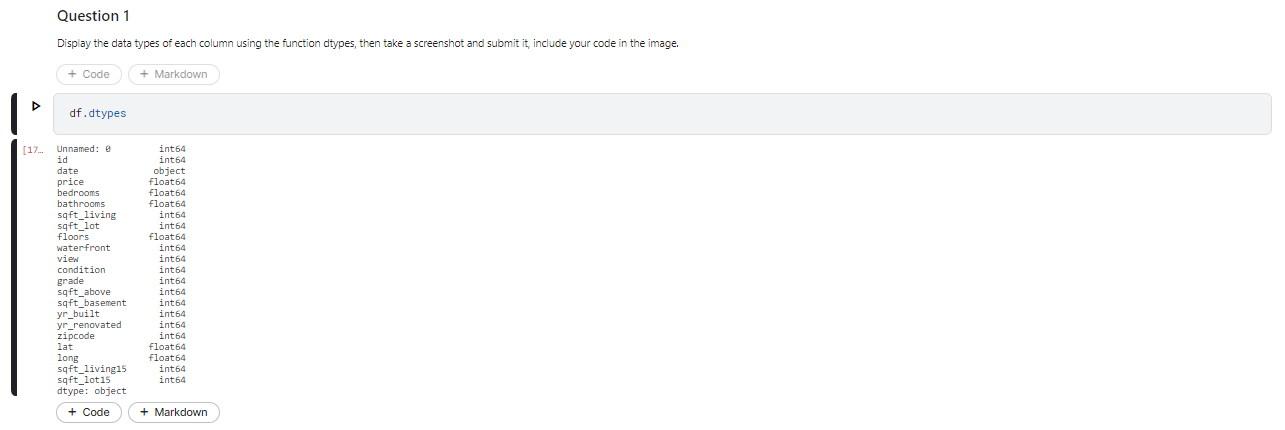 Question 1
Display the data types of each column using the function dtypes, then take a screenshot and submit it, include your code in the image.
+ Code + Markdown
df.dtypes
[17…
Unnamed: 0 int64
id int64
date object
price float64
bedrooms float64
bathrooms float64
sqft_living int64
sqft_lot int64
floors float64
waterfront int64
view int64
condition int64
grade int64
sqft_above int64
sqft_basement int64
yr_built int64
yr_renovated int64
zipcode int64
lat float64
long float64
sqft_living15 int64
sqft_lot15 int64
dtype: object
+ Code + Markdown